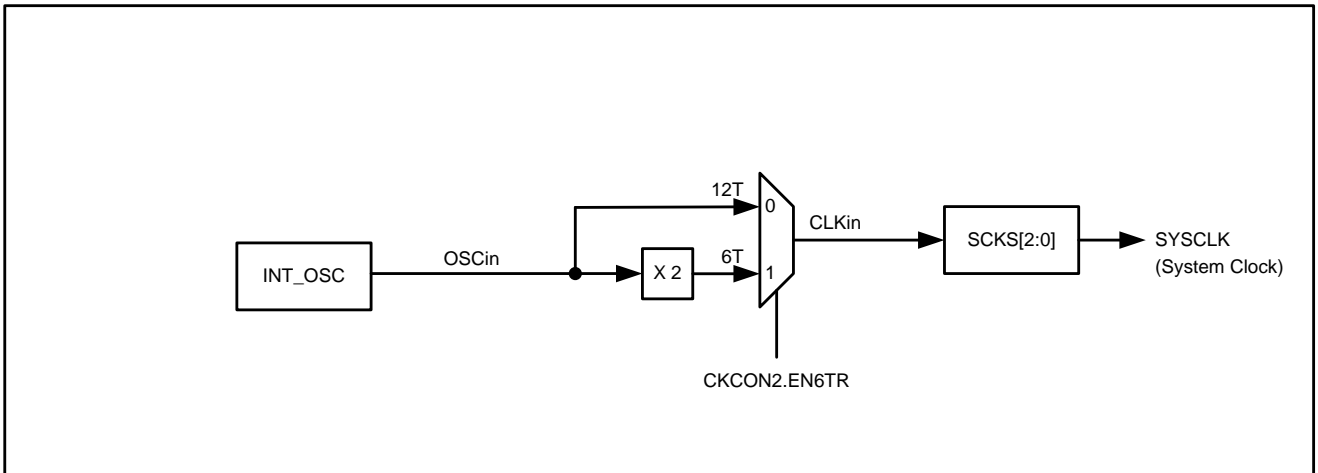 12T
0
CLKin
SCKS[2:0]
SYSCLK
(System Clock)
INT_OSC
OSCin
X 2
6T
1
CKCON2.EN6TR